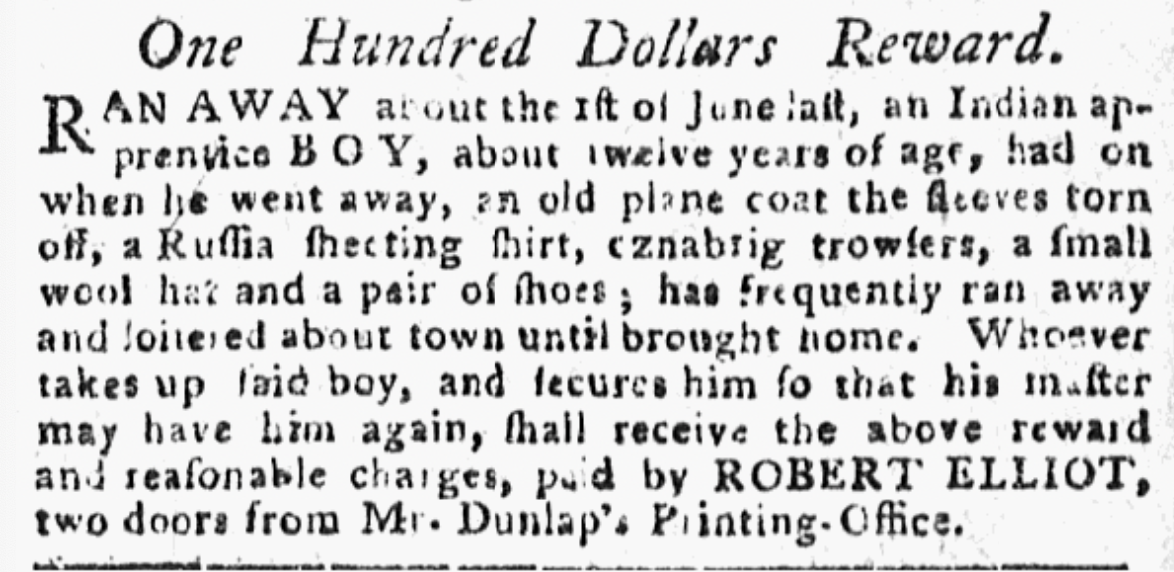 One Hundred Dollars Reward.
RAN AWAY about the 1ſt of June laſt, an Indian ap-
prentice BOY, about twelve years of age, had on
when he went away, an old plane coat the ſleeves torn
off, a Ruſſia ſheeting ſhirt, oznabrig trowſers, a ſmall
wool hat and a pair of ſhoes; has frequently ran away
and loitered about town until brought home. Whoever
takes up ſaid boy, and ſecures him ſo that his maſter
may have him again, ſhall receive the above reward
and reaſonable charges, paid by ROBERT ELLIOT,
two doors from Mr. Dunlap's Printing-Office.